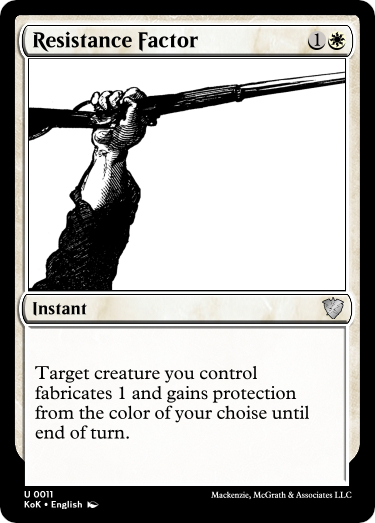 Resistance Factor 1
Instant
Target creature you control
fabricates 1 and gains protection
from the color of your choise until
end of turn.
U 0011
KoK • English Mackenzie, McGrath & Associates LLC